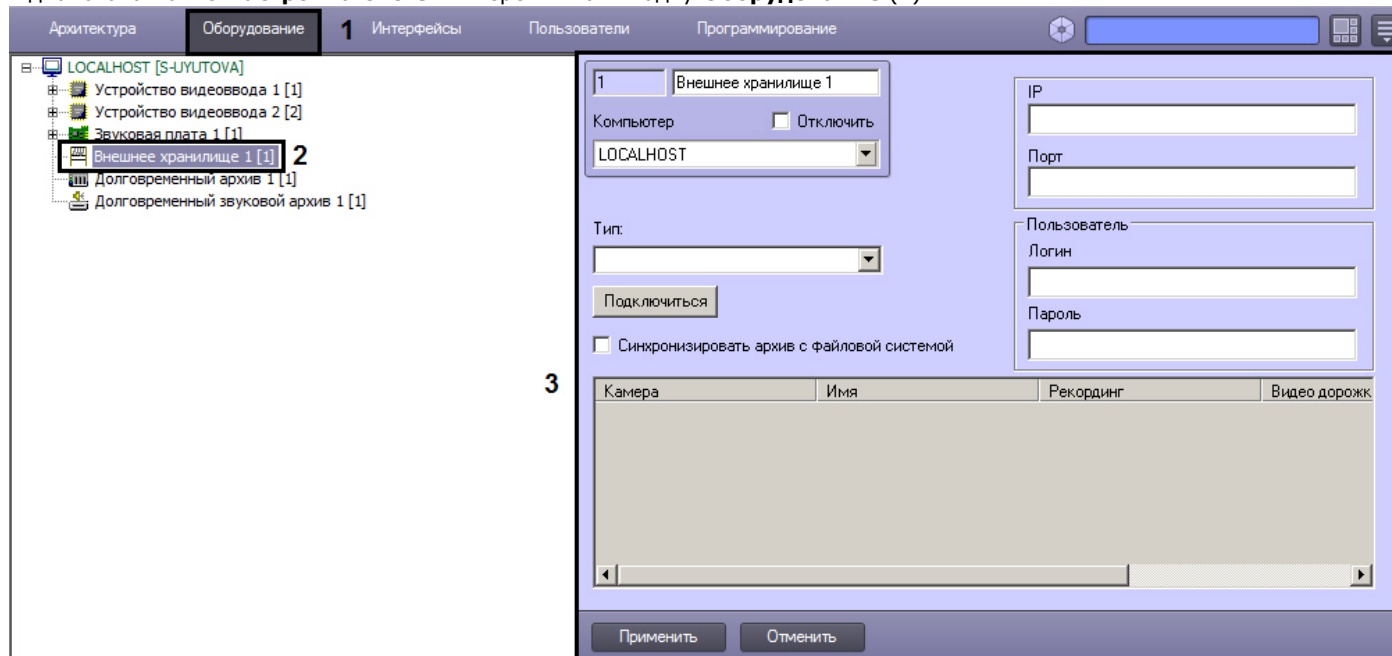 Архитектура Оборудование 1 Интерфейсы Пользователи Программирование
LOCALHOST [S-UYUTOVA]
Устройство видеоввода 1 [1]
Устройство видеоввода 2 [2]
Звуковая плата 1 [1]
Внешнее хранилище 1 [1] 2
Долговременный архив 1 [1]
Долговременный звуковой архив 1 [1]
3
1 Внешнее хранилище 1
Компьютер Отключить
LOCALHOST
IP
Порт
Тип:
Подключиться
Синхронизировать архив с файловой системой
Пользователь
Логин
Пароль
Камера Имя Рекординг Видео дорожк
Применить Отменить